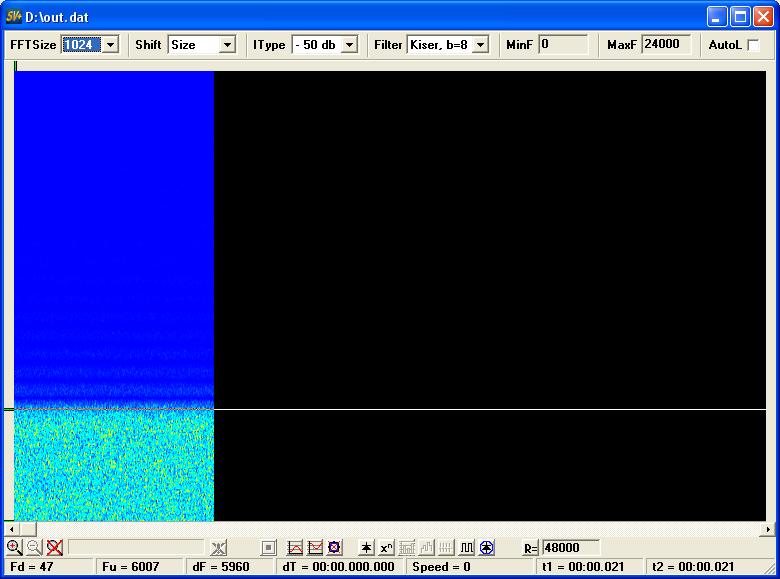 SV+ D:\out.dat
FFTSize 1024 Shift Size IType - 50 db Filter Kiser, b=8 MinF 0 MaxF 24000 AutoL
xⁿ R= 48000
Fd = 47 Fu = 6007 dF = 5960 dT = 00:00.000.000 Speed = 0 t1 = 00:00.021 t2 = 00:00.021